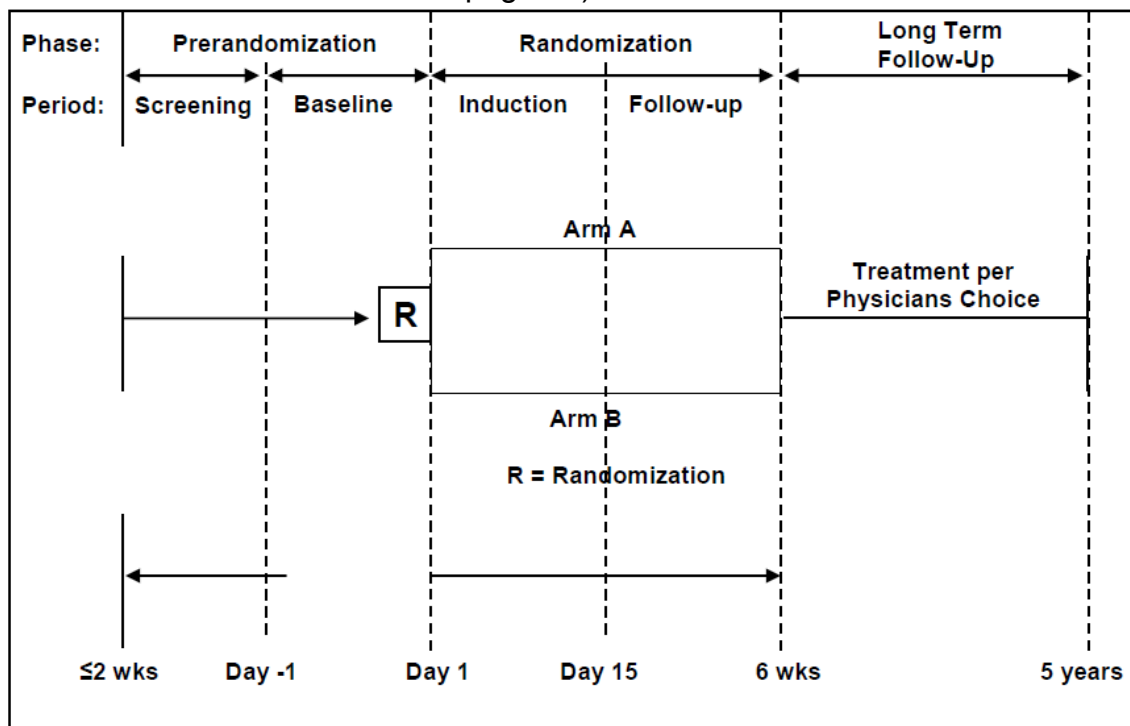 Phase: Prerandomization Randomization Long Term
Follow-Up
Period: Screening Baseline Induction Follow-up
Arm A
R
Treatment per
Physicians Choice
Arm B
R = Randomization
≤2 wks Day -1 Day 1 Day 15 6 wks 5 years